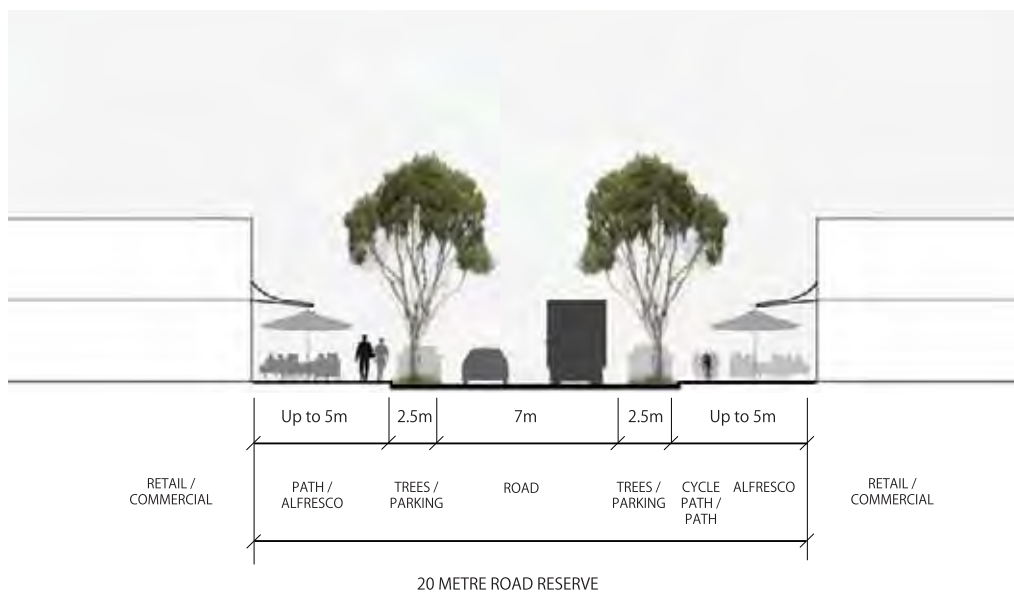 Up to 5m
2.5m
7m
2.5m
Up to 5m
RETAIL /
COMMERCIAL
PATH /
ALFRESCO
TREES /
PARKING
ROAD
TREES /
PARKING
CYCLE
PATH /
PATH
ALFRESCO
RETAIL /
COMMERCIAL
20 METRE ROAD RESERVE